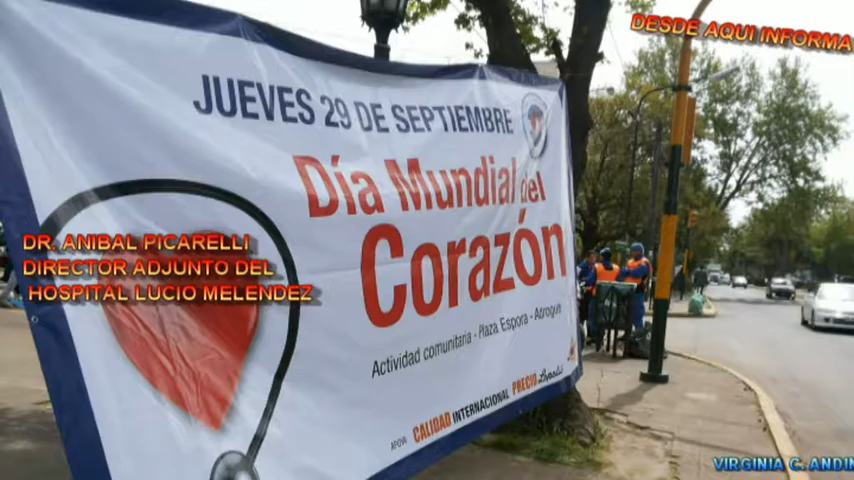 DESDE AQUI INFORMA
JUEVES 29 DE SEPTIEMBRE
Día Mundial del
Corazón
DR. ANIBAL PICARELLI
DIRECTOR ADJUNTO DEL
HOSPITAL LUCIO MELENDEZ
Actividad comunitaria - Plaza Espora - Adrogué
APOYA CALIDAD INTERNACIONAL PRECIO
VIRGINIA C. ANDIN